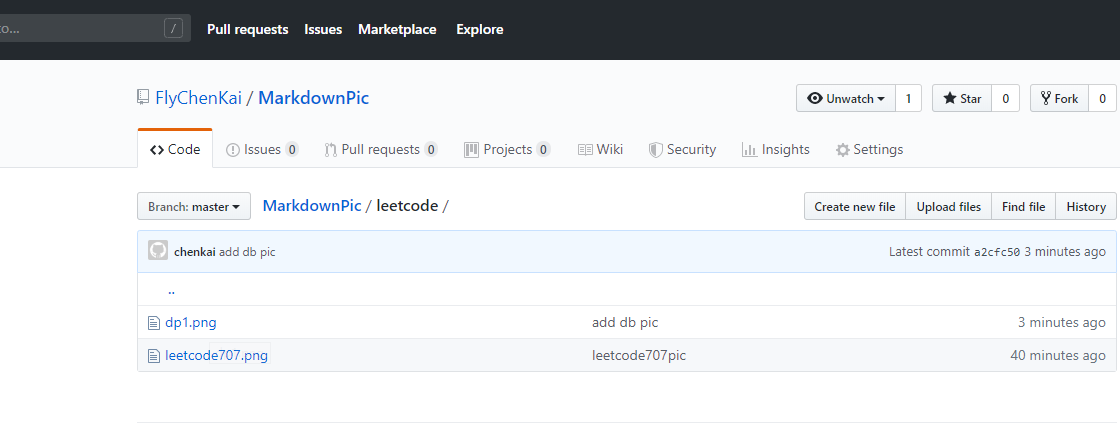 to... / Pull requests Issues Marketplace Explore
FlyChenKai / MarkdownPic Unwatch 1 Star 0 Fork 0
Code Issues 0 Pull requests 0 Projects 0 Wiki Security Insights Settings
Branch: master MarkdownPic / leetcode / Create new file Upload files Find file History
chenkai add db pic Latest commit a2cfc50 3 minutes ago
..
dp1.png add db pic 3 minutes ago
leetcode707.png leetcode707pic 40 minutes ago